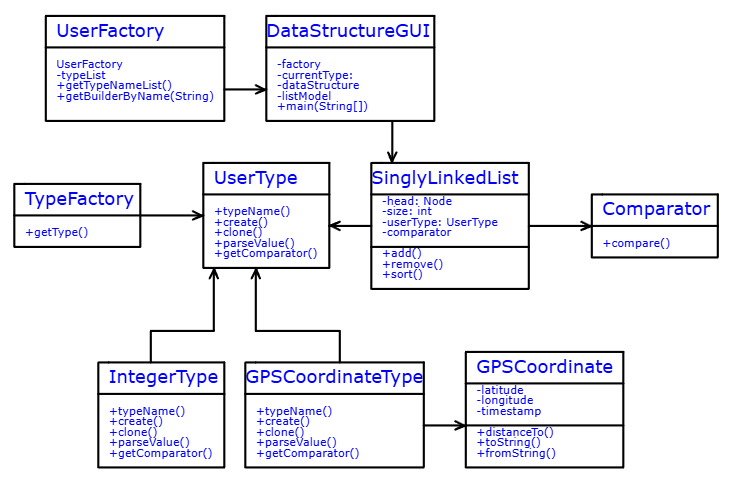 UserFactory
UserFactory
-typeList
+getTypeNameList()
+getBuilderByName(String)
DataStructureGUI
-factory
-currentType:
-dataStructure
-listModel
+main(String[])
TypeFactory
+getType()
UserType
+typeName()
+create()
+clone()
+parseValue()
+getComparator()
SinglyLinkedList
-head: Node
-size: int
-userType: UserType
-comparator
+add()
+remove()
+sort()
Comparator
+compare()
IntegerType
+typeName()
+create()
+clone()
+parseValue()
+getComparator()
GPSCoordinateType
+typeName()
+create()
+clone()
+parseValue()
+getComparator()
GPSCoordinate
-latitude
-longitude
-timestamp
+distanceTo()
+toString()
+fromString()